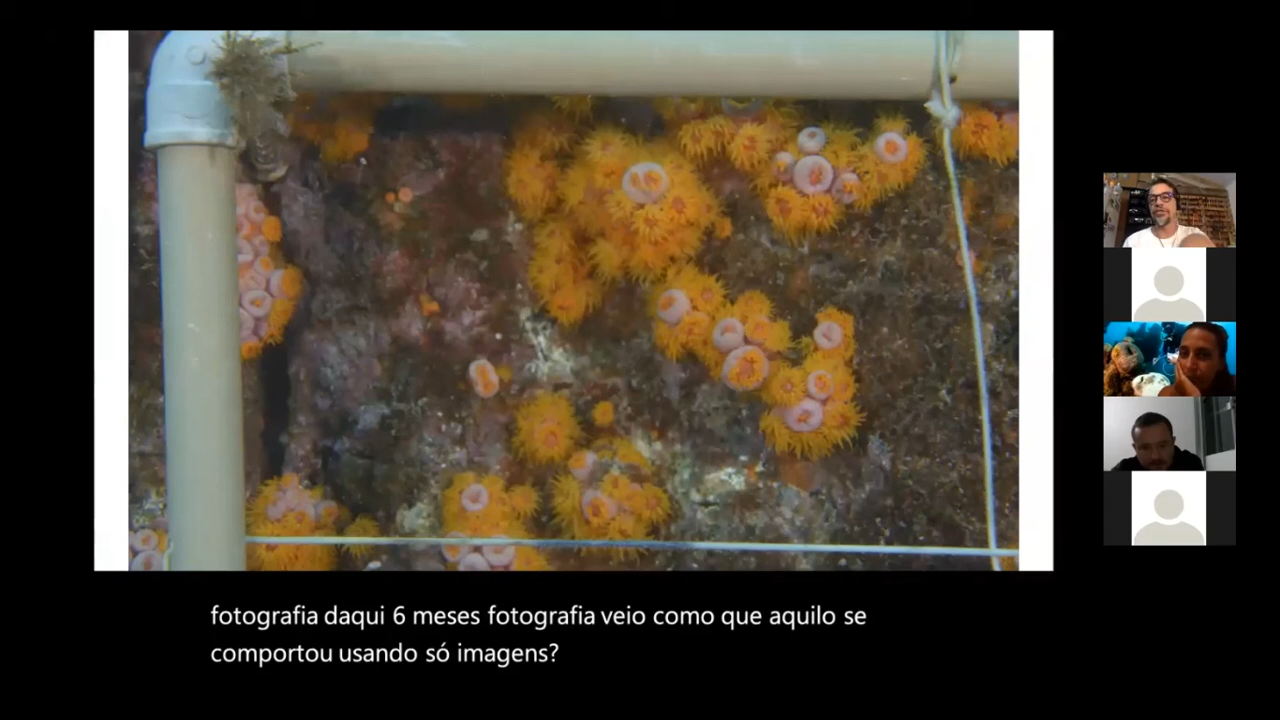 fotografia daqui 6 meses fotografia veio como que aquilo se
comportou usando só imagens?